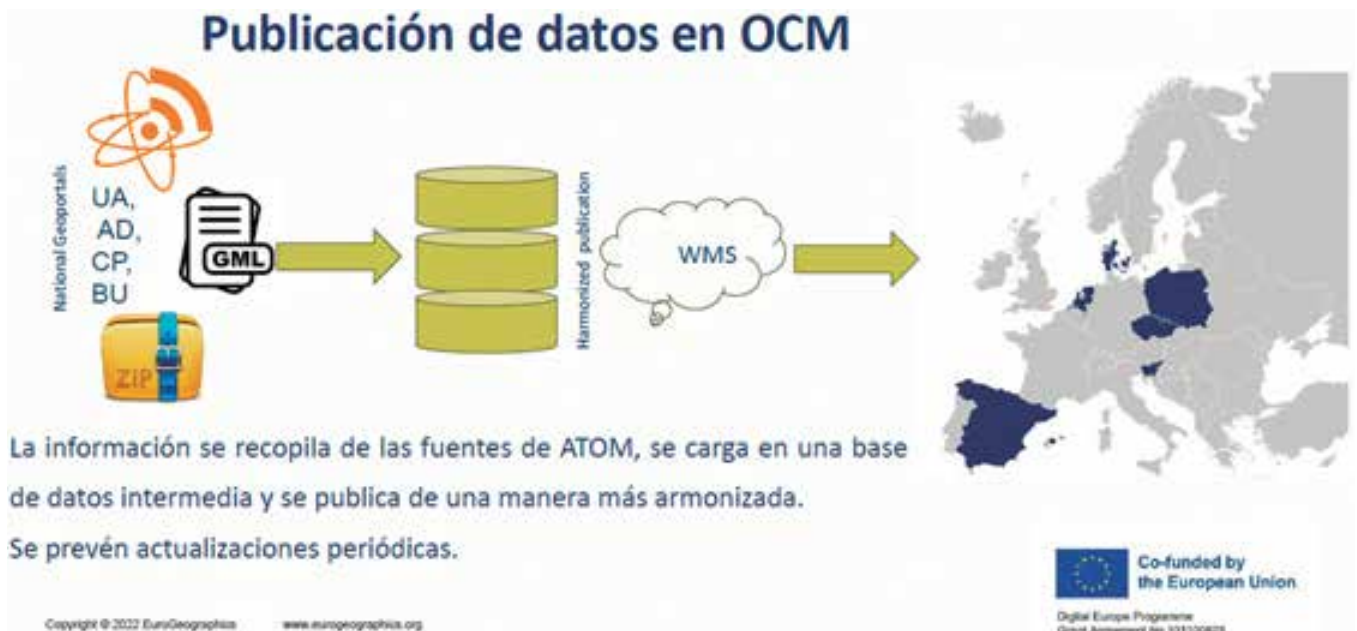 Publicación de datos en OCM
National Geoportals
UA,
AD,
CP,
BU
GML
ZIP
Harmonized publication
WMS
La información se recopila de las fuentes de ATOM, se carga en una base
de datos intermedia y se publica de una manera más armonizada.
Se prevén actualizaciones periódicas.
Co-funded by
the European Union
Digital Europe Programme
Grant Agreement No
Copyright © 2022 EuroGeographics www.eurogeographics.org